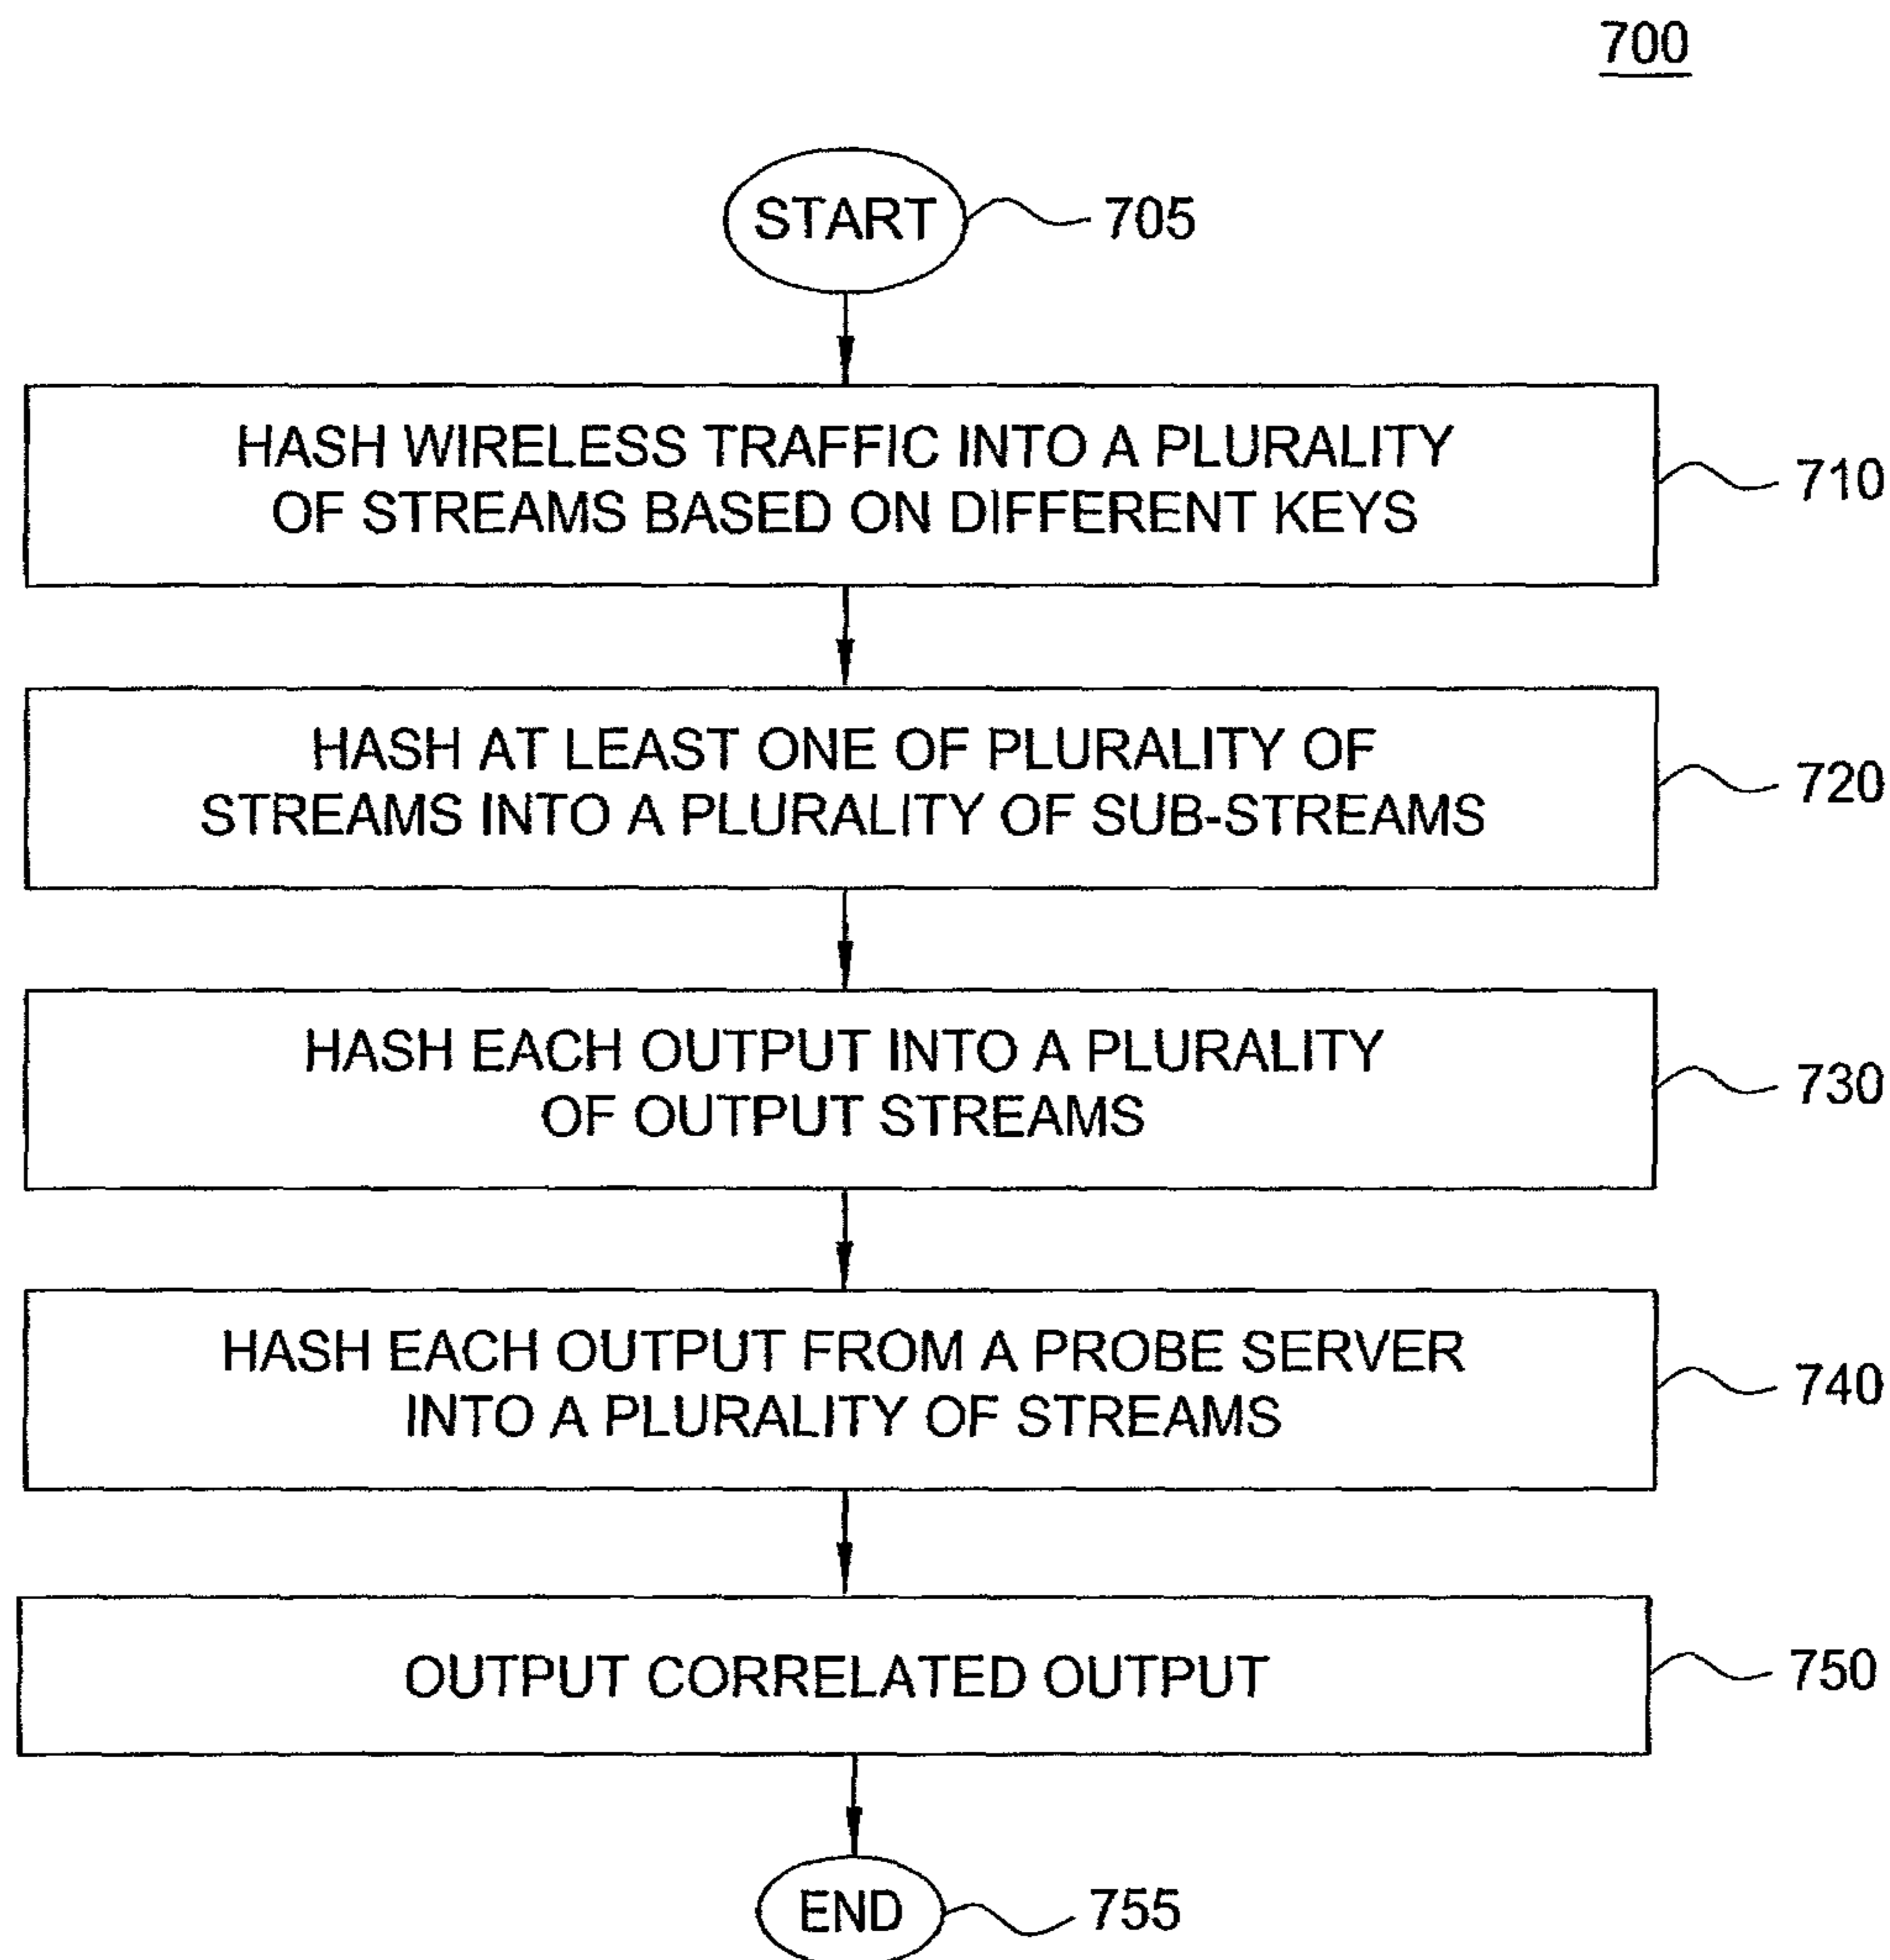 700
START
705
HASH WIRELESS TRAFFIC INTO A PLURALITY
OF STREAMS BASED ON DIFFERENT KEYS
710
HASH AT LEAST ONE OF PLURALITY OF
STREAMS INTO A PLURALITY OF SUB-STREAMS
720
HASH EACH OUTPUT INTO A PLURALITY
OF OUTPUT STREAMS
730
HASH EACH OUTPUT FROM A PROBE SERVER
INTO A PLURALITY OF STREAMS
740
OUTPUT CORRELATED OUTPUT
750
END
755